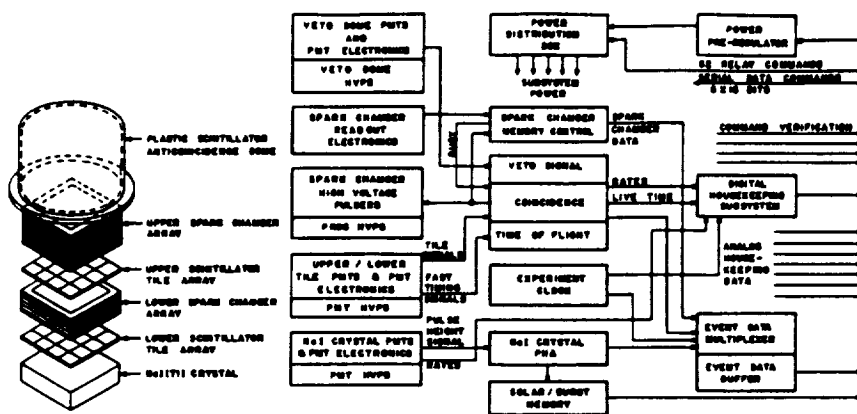 PLASTIC SCINTILLATOR
ANTICOINCIDENCE DOME
UPPER SPARK CHAMBER
ARRAY
UPPER SCINTILLATOR
TILE ARRAY
LOWER SPARK CHAMBER
ARRAY
LOWER SCINTILLATOR
TILE ARRAY
NaI(Tl) CRYSTAL
VETO DOME PMTS
AND
PMT ELECTRONICS
VETO DOME
HVPS
SPARK CHAMBER
READ OUT
ELECTRONICS
SPARK CHAMBER
HIGH VOLTAGE
PULSERS
PRNG HVPS
UPPER / LOWER
TILE PMTS & PMT
ELECTRONICS
PMT HVPS
NaI CRYSTAL PMTS
& PMT ELECTRONICS
PMT HVPS
TILE
SIGNALS
FAST
TIMING
SIGNALS
PULSE
HEIGHT
SIGNAL
RATES
POWER
DISTRIBUTION
BOX
SUBSYSTEM
POWER
SPARK CHAMBER
MEMORY CONTROL
SPARK
CHAMBER
DATA
VETO SIGNAL
COINCIDENCE
TIME OF FLIGHT
RATES
LIVE TIME
EXPERIMENT
CLOCK
NaI CRYSTAL
PHA
SOLAR / BURST
MEMORY
POWER
PRE-REGULATOR
RELAY COMMANDS
SERIAL DATA COMMANDS
BITS
COMMAND VERIFICATION
DIGITAL
HOUSEKEEPING
SUBSYSTEM
ANALOG
HOUSE-
KEEPING
DATA
EVENT DATA
MULTIPLEXER
EVENT DATA
BUFFER